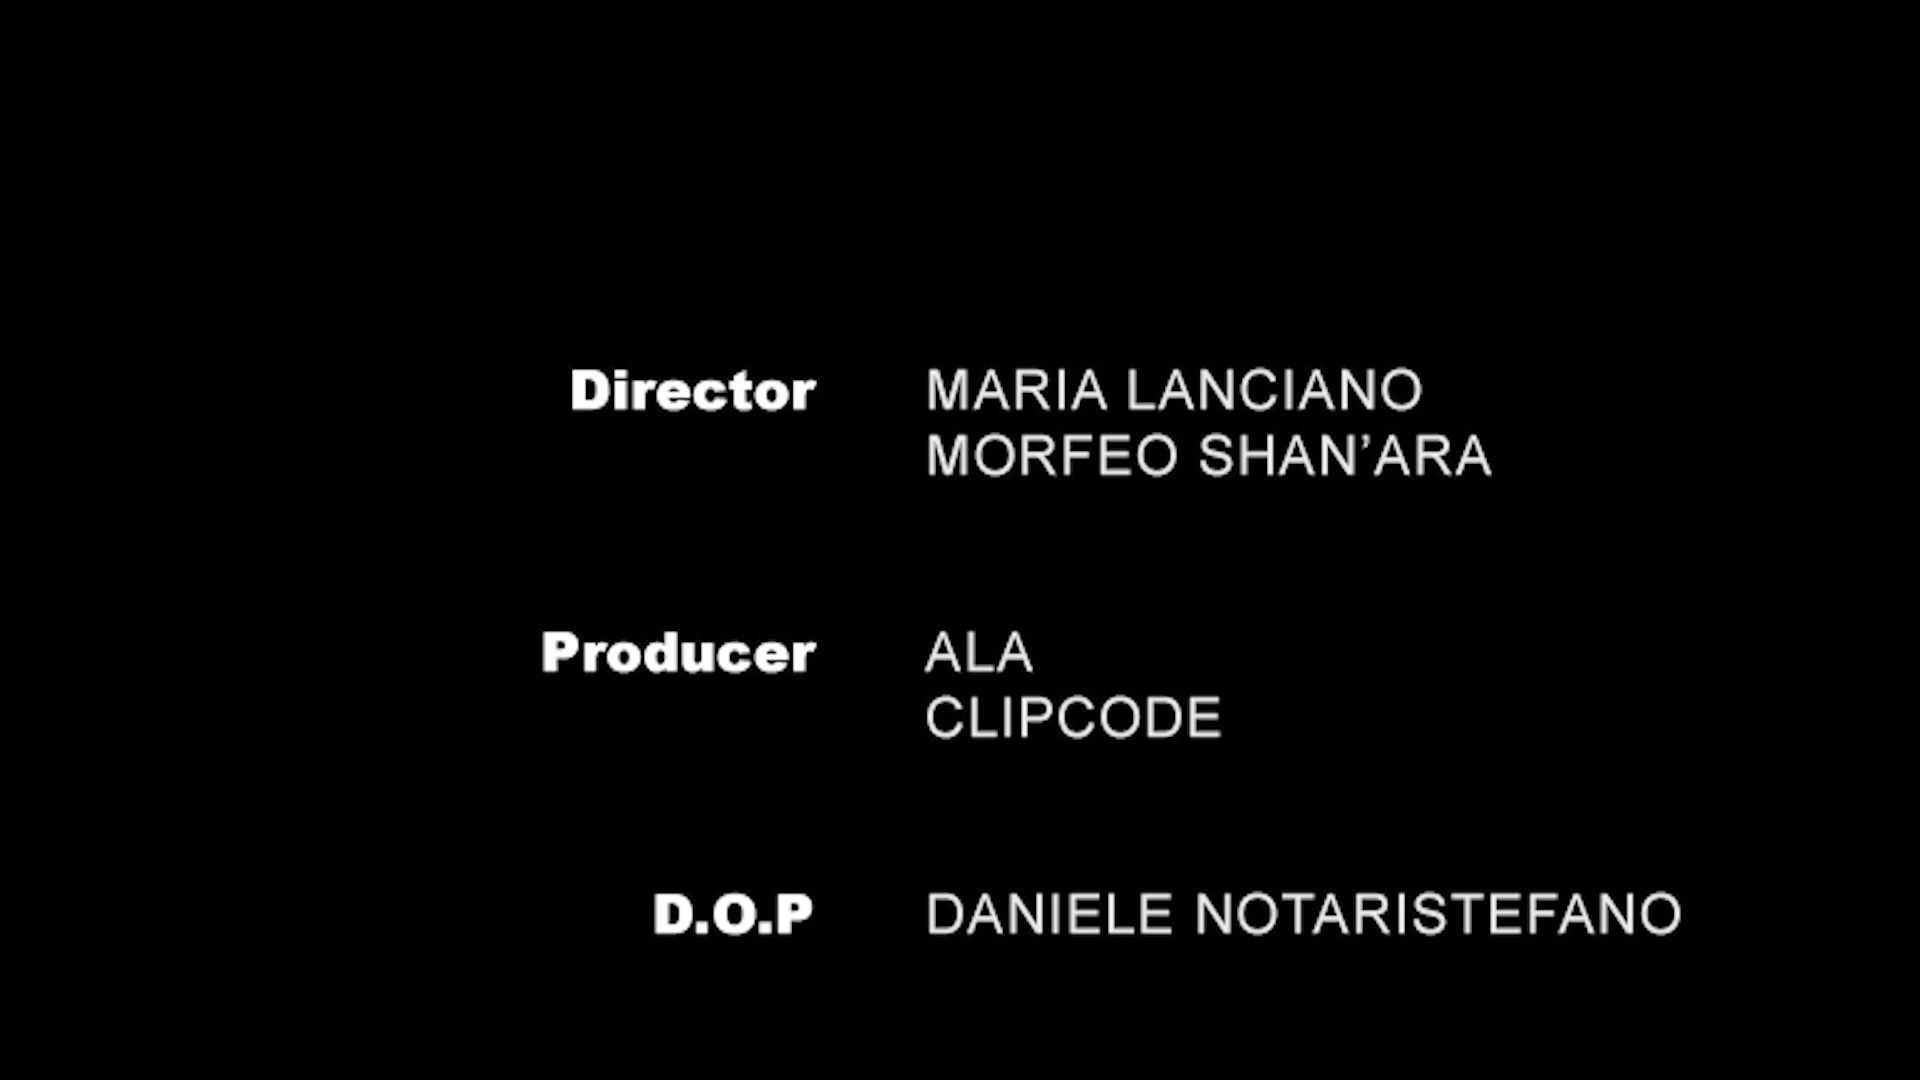 Director MARIA LANCIANO
MORFEO SHAN’ARA
Producer ALA
CLIPCODE
D.O.P DANIELE NOTARISTEFANO